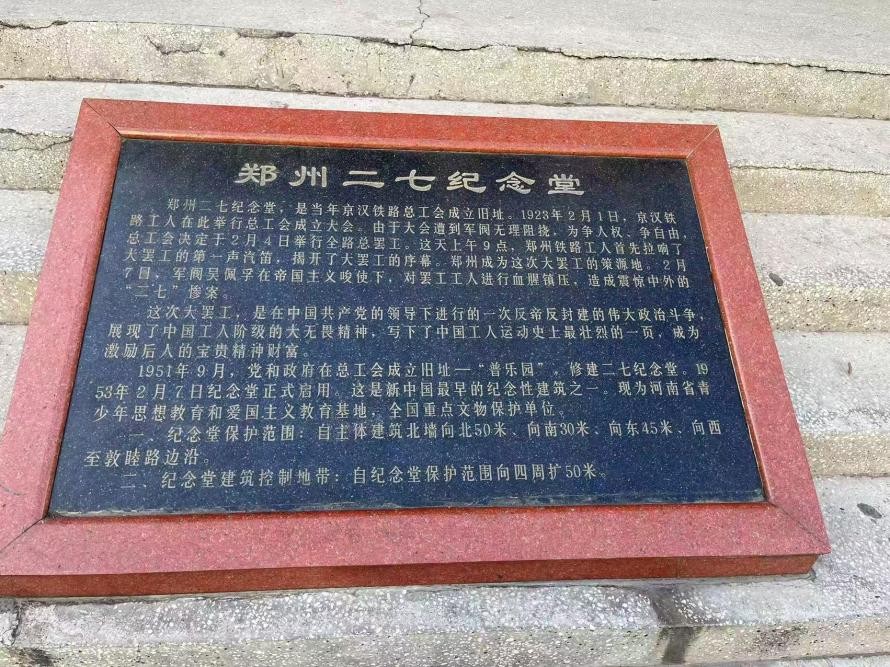 郑州二七纪念堂
郑州二七纪念堂，是当年京汉铁路总工会成立旧址。1923年2月1日，京汉铁
路工人在此举行总工会成立大会。由于大会遭到军阀无理阻挠，为争人权、争自由，
总工会决定于2月4日举行全路总罢工。这天上午9点，郑州铁路工人首先拉响了
大罢工的第一声汽笛，揭开了大罢工的序幕。郑州成为这次大罢工的策源地。2月
7日，军阀吴佩孚在帝国主义唆使下，对罢工工人进行血腥镇压，造成震惊中外的
“二七”惨案。
这次大罢工，是在中国共产党的领导下进行的一次反帝反封建的伟大政治斗争，
展现了中国工人阶级的大无畏精神，写下了中国工人运动史上最壮烈的一页，成为
激励后人的宝贵精神财富。
1951年9月，党和政府在总工会成立旧址—“普乐园”，修建二七纪念堂。19
53年2月7日纪念堂正式启用。这是新中国最早的纪念性建筑之一。现为河南省青
少年思想教育和爱国主义教育基地，全国重点文物保护单位。
一、纪念堂保护范围：自主体建筑北墙向北50米、向南30米、向东45米、向西
至敦睦路边沿。
二、纪念堂建筑控制地带：自纪念堂保护范围向四周扩50米。